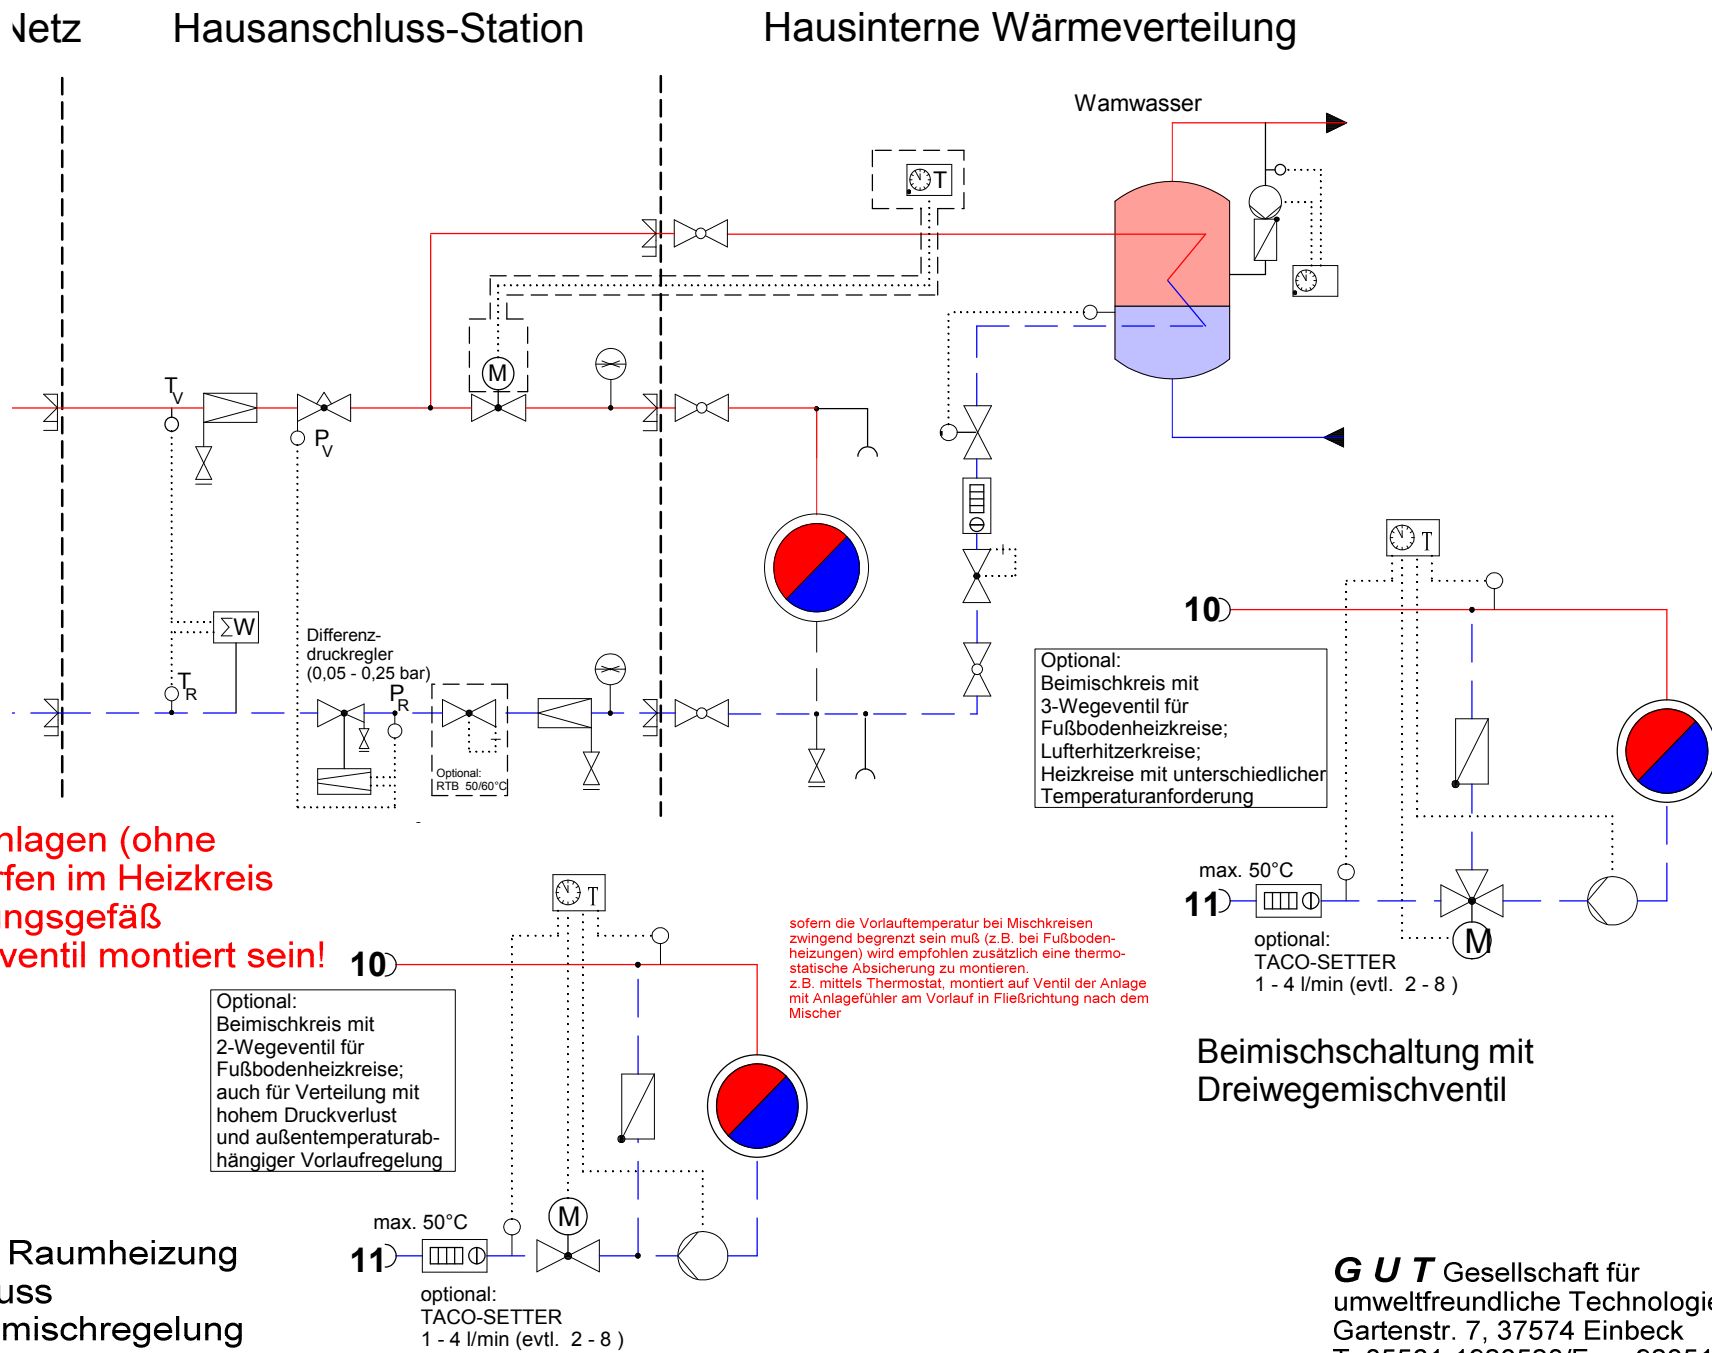 Netz Hausanschluss-Station Hausinterne Wärmeverteilung
Wamwasser
T
M
TV
PV
ΣW
TR
Differenz-
druckregler
(0,05 - 0,25 bar)
PR
Optional:
RTB 50/60°C
T
10
Optional:
Beimischkreis mit
3-Wegeventil für
Fußbodenheizkreise;
Lufterhitzerkreise;
Heizkreise mit unterschiedlicher
Temperaturanforderung
max. 50°C
11
M
optional:
TACO-SETTER
1 - 4 l/min (evtl. 2 - 8 )
Beimischschaltung mit
Dreiwegemischventil
nlagen (ohne
rfen im Heizkreis
ungsgefäß
ventil montiert sein!
T
10
sofern die Vorlauftemperatur bei Mischkreisen
zwingend begrenzt sein muß (z.B. bei Fußboden-
heizungen) wird empfohlen zusätzlich eine thermo-
statische Absicherung zu montieren.
z.B. mittels Thermostat, montiert auf Ventil der Anlage
mit Anlagefühler am Vorlauf in Fließrichtung nach dem
Mischer
Optional:
Beimischkreis mit
2-Wegeventil für
Fußbodenheizkreise;
auch für Verteilung mit
hohem Druckverlust
und außentemperaturab-
hängiger Vorlaufregelung
max. 50°C
M
11
optional:
TACO-SETTER
1 - 4 l/min (evtl. 2 - 8 )
Raumheizung
uss
mischregelung
G U T Gesellschaft für
umweltfreundliche Technologie
Gartenstr. 7, 37574 Einbeck